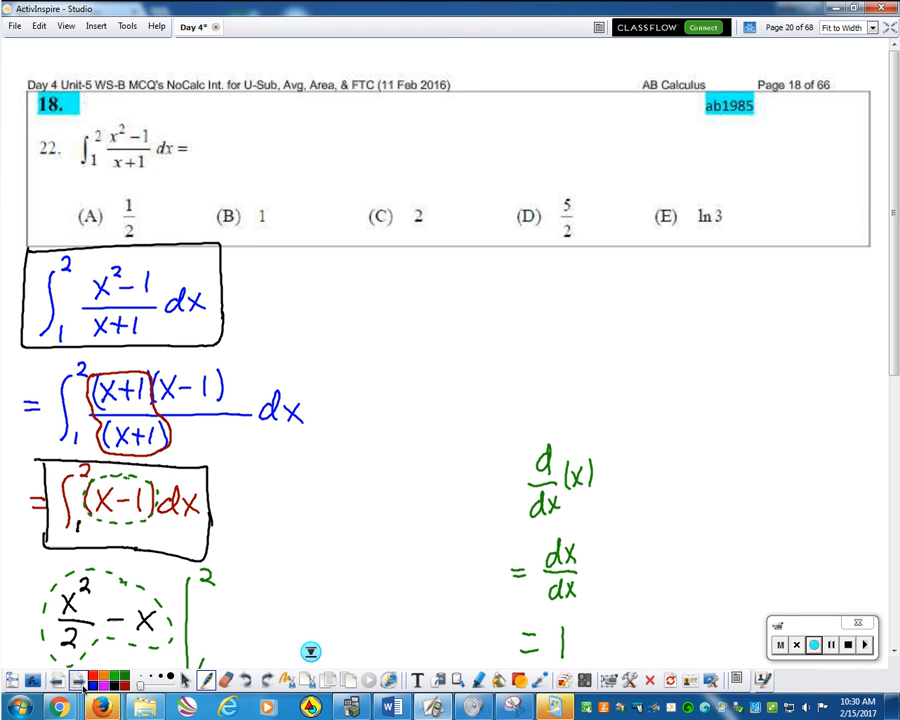 ActivInspire - Studio
File Edit View Insert Tools Help Day 4* CLASSFLOW Connect Page 20 of 68 Fit to Width
Day 4 Unit-5 WS-B MCQ's NoCalc Int. for U-Sub, Avg, Area, & FTC (11 Feb 2016) AB Calculus Page 18 of 66
18. ab1985
22. ∫₁² (x² − 1)/(x + 1) dx =
(A) 1/2 (B) 1 (C) 2 (D) 5/2 (E) ln 3
∫₁² (x² − 1)/(x + 1) dx
= ∫₁² (x + 1)(x − 1)/(x + 1) dx
= ∫₁² (x − 1) dx
x²/2 − x |²
d/dx (x)
= dx/dx
= 1
M
T
10:30 AM
2/15/2017